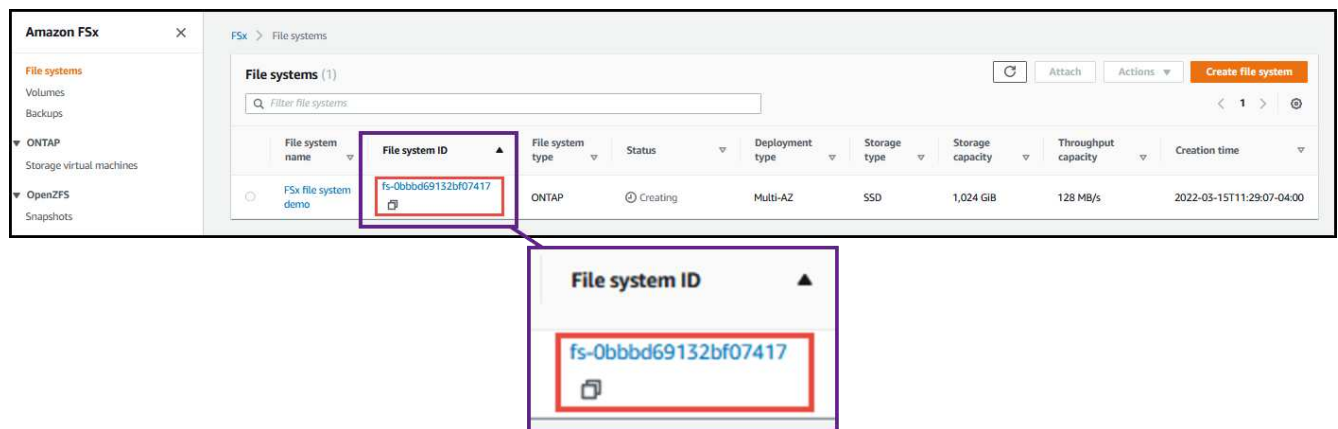 Amazon FSx
File systems
Volumes
Backups
ONTAP
Storage virtual machines
OpenZFS
Snapshots
FSx > File systems
File systems (1)
Attach
Actions
Create file system
Filter file systems
< 1 >
File system name
File system ID
File system type
Status
Deployment type
Storage type
Storage capacity
Throughput capacity
Creation time
FSx file system demo
fs-0bbbd69132bf07417
ONTAP
Creating
Multi-AZ
SSD
1,024 GiB
128 MB/s
2022-03-15T11:29:07-04:00
File system ID
fs-0bbbd69132bf07417